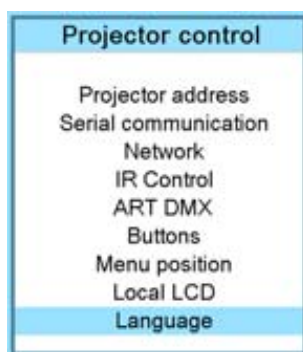 Projector control
Projector address
Serial communication
Network
IR Control
ART DMX
Buttons
Menu position
Local LCD
Language